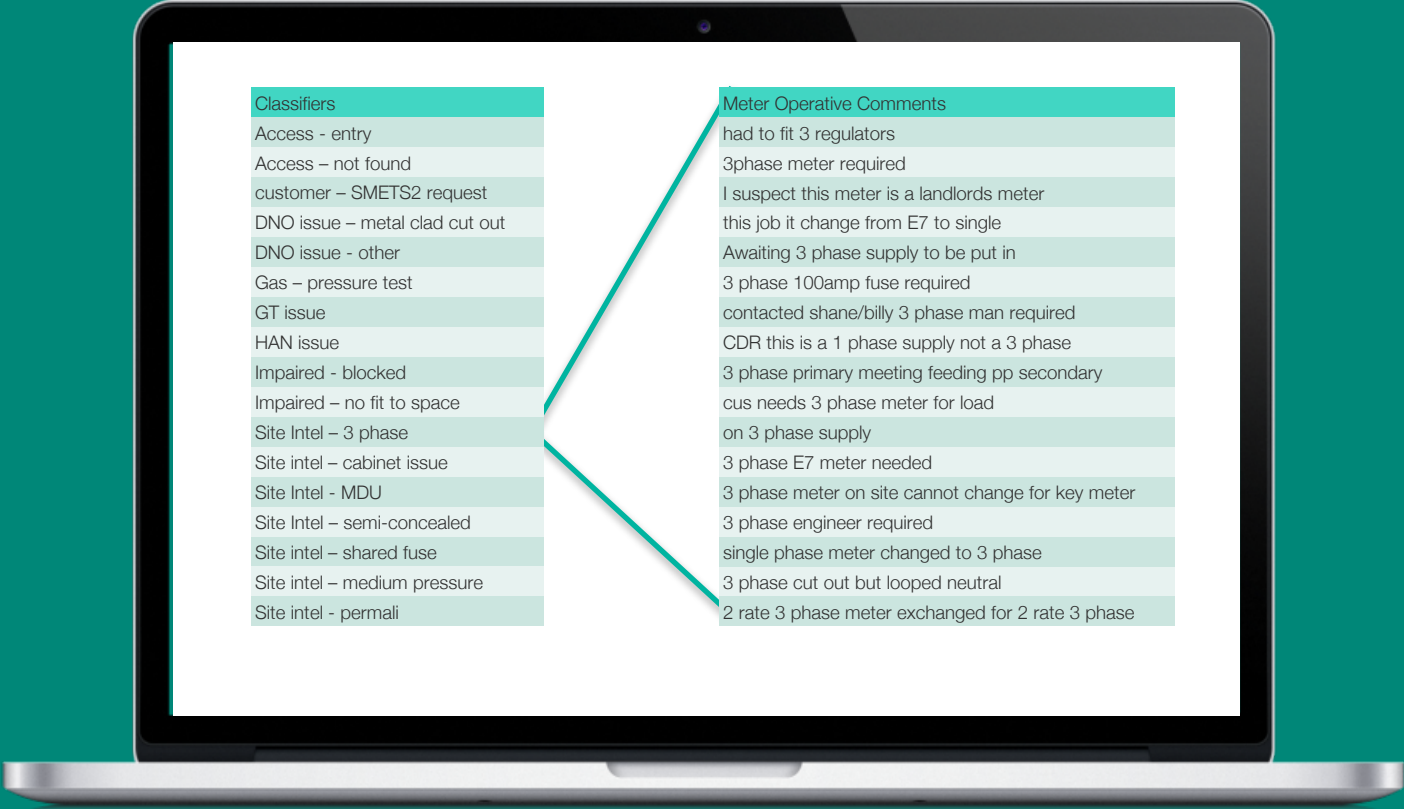 Classifiers
Access - entry
Access – not found
customer – SMETS2 request
DNO issue – metal clad cut out
DNO issue - other
Gas – pressure test
GT issue
HAN issue
Impaired - blocked
Impaired – no fit to space
Site Intel – 3 phase
Site intel – cabinet issue
Site Intel - MDU
Site Intel – semi-concealed
Site intel – shared fuse
Site intel – medium pressure
Site intel - permali
Meter Operative Comments
had to fit 3 regulators
3phase meter required
I suspect this meter is a landlords meter
this job it change from E7 to single
Awaiting 3 phase supply to be put in
3 phase 100amp fuse required
contacted shane/billy 3 phase man required
CDR this is a 1 phase supply not a 3 phase
3 phase primary meeting feeding pp secondary
cus needs 3 phase meter for load
on 3 phase supply
3 phase E7 meter needed
3 phase meter on site cannot change for key meter
3 phase engineer required
single phase meter changed to 3 phase
3 phase cut out but looped neutral
2 rate 3 phase meter exchanged for 2 rate 3 phase